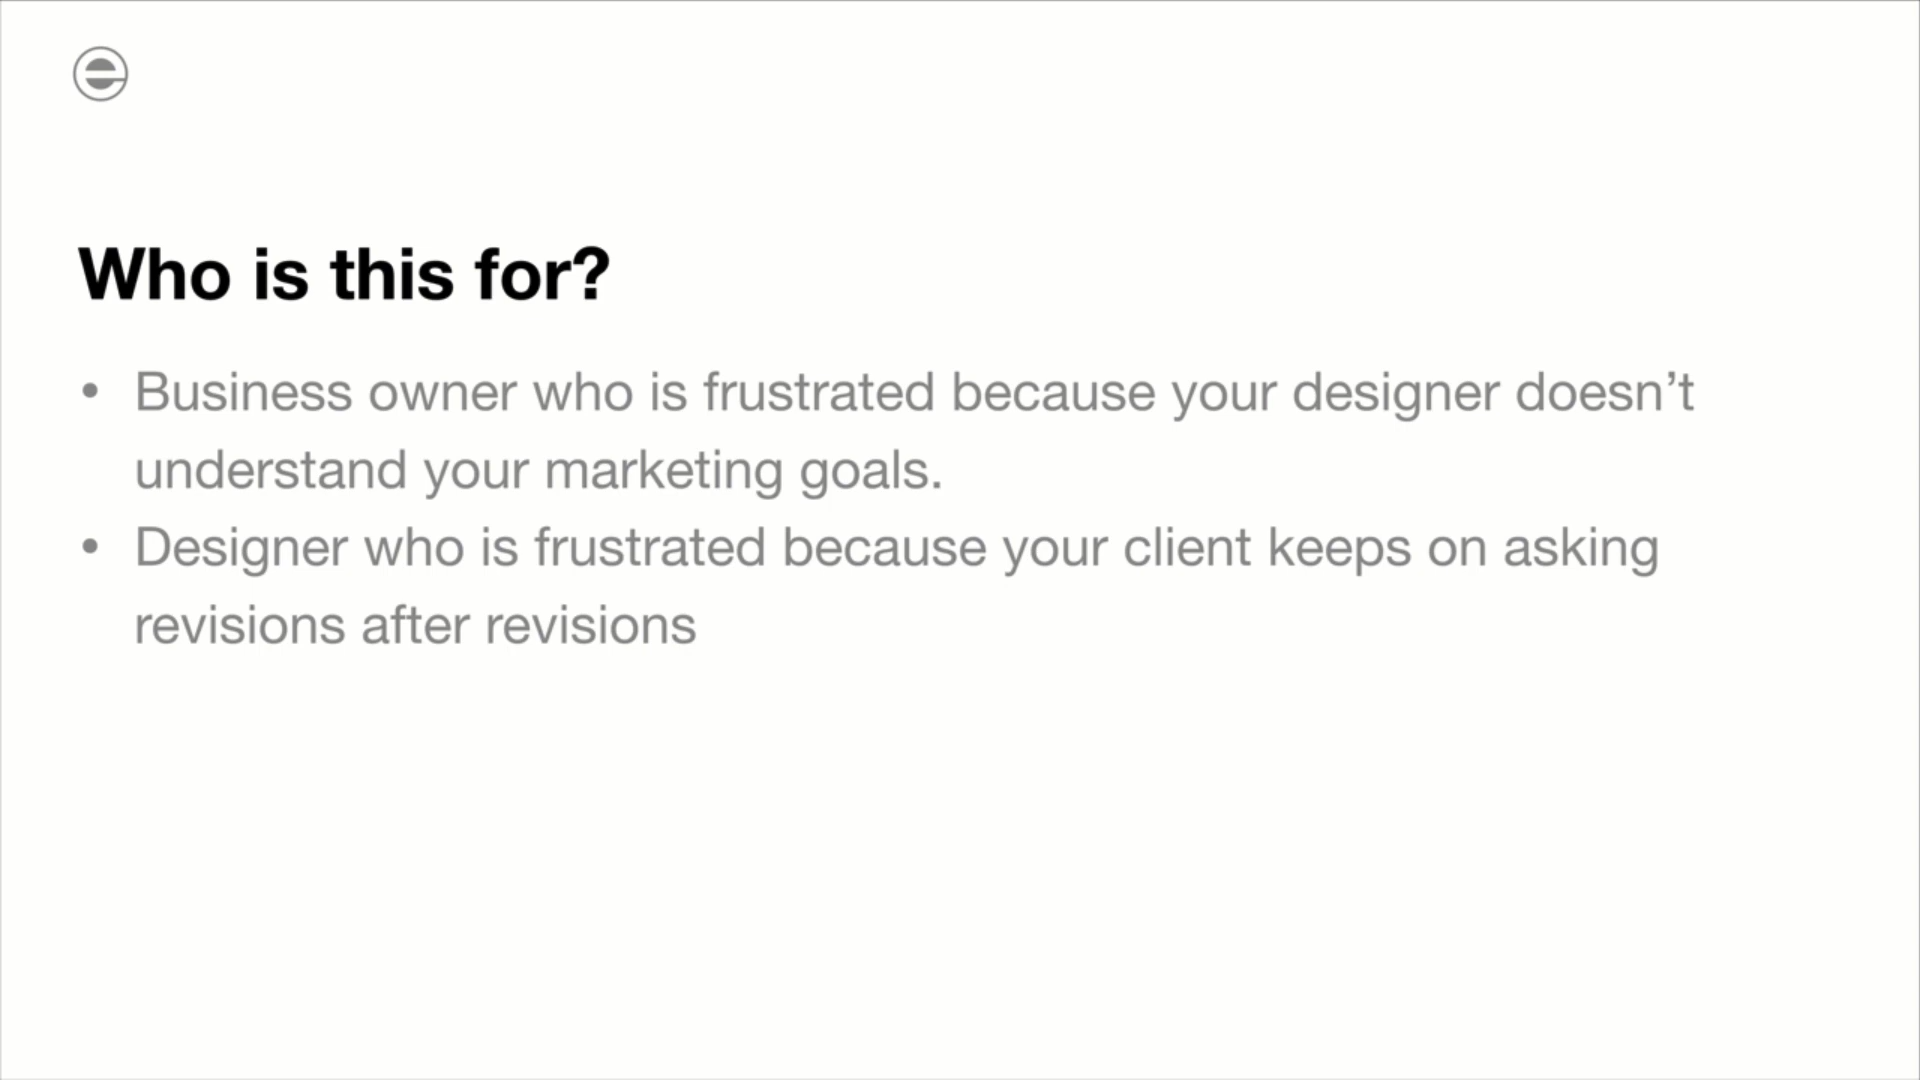 Who is this for?
• Business owner who is frustrated because your designer doesn’t
understand your marketing goals.
• Designer who is frustrated because your client keeps on asking
revisions after revisions